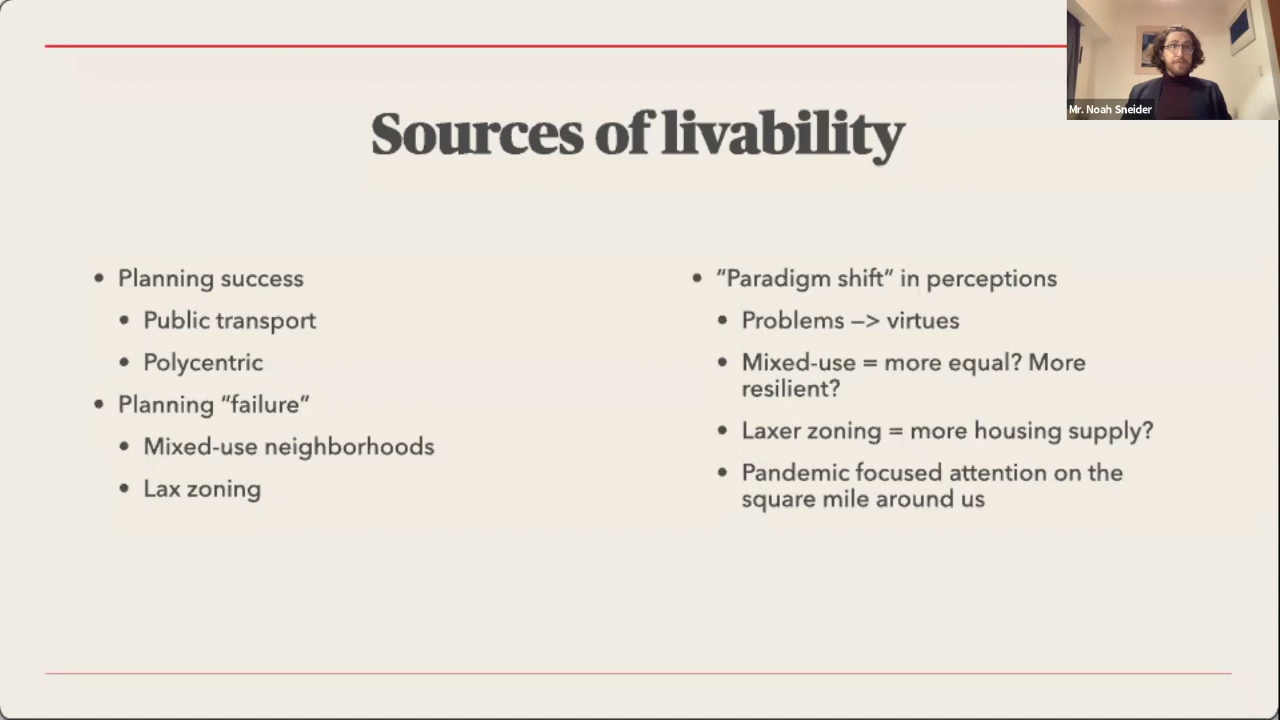 Mr. Noah Sneider
Sources of livability
• Planning success
• Public transport
• Polycentric
• Planning “failure”
• Mixed-use neighborhoods
• Lax zoning
• “Paradigm shift” in perceptions
• Problems –> virtues
• Mixed-use = more equal? More
resilient?
• Laxer zoning = more housing supply?
• Pandemic focused attention on the
square mile around us